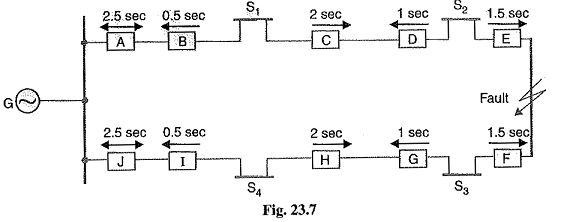 S₁ S₂
2.5 sec 0.5 sec 2 sec 1 sec 1.5 sec
A B C D E
G
Fault
2.5 sec 0.5 sec 2 sec 1 sec 1.5 sec
J I H G F
S₄ S₃
Fig. 23.7